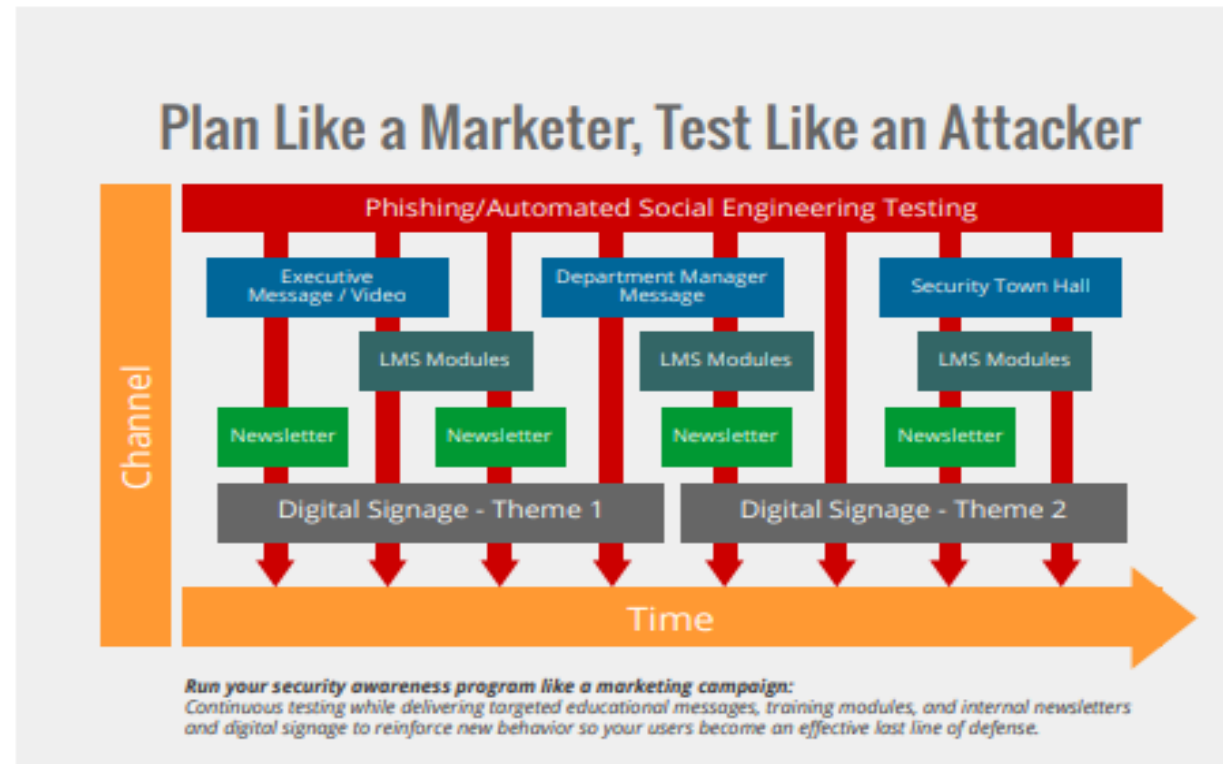 Plan Like a Marketer, Test Like an Attacker
Channel
Phishing/Automated Social Engineering Testing
Executive
Message / Video
Department Manager
Message
Security Town Hall
LMS Modules
LMS Modules
LMS Modules
Newsletter
Newsletter
Newsletter
Newsletter
Digital Signage - Theme 1
Digital Signage - Theme 2
Time
Run your security awareness program like a marketing campaign:
Continuous testing while delivering targeted educational messages, training modules, and internal newsletters
and digital signage to reinforce new behavior so your users become an effective last line of defense.